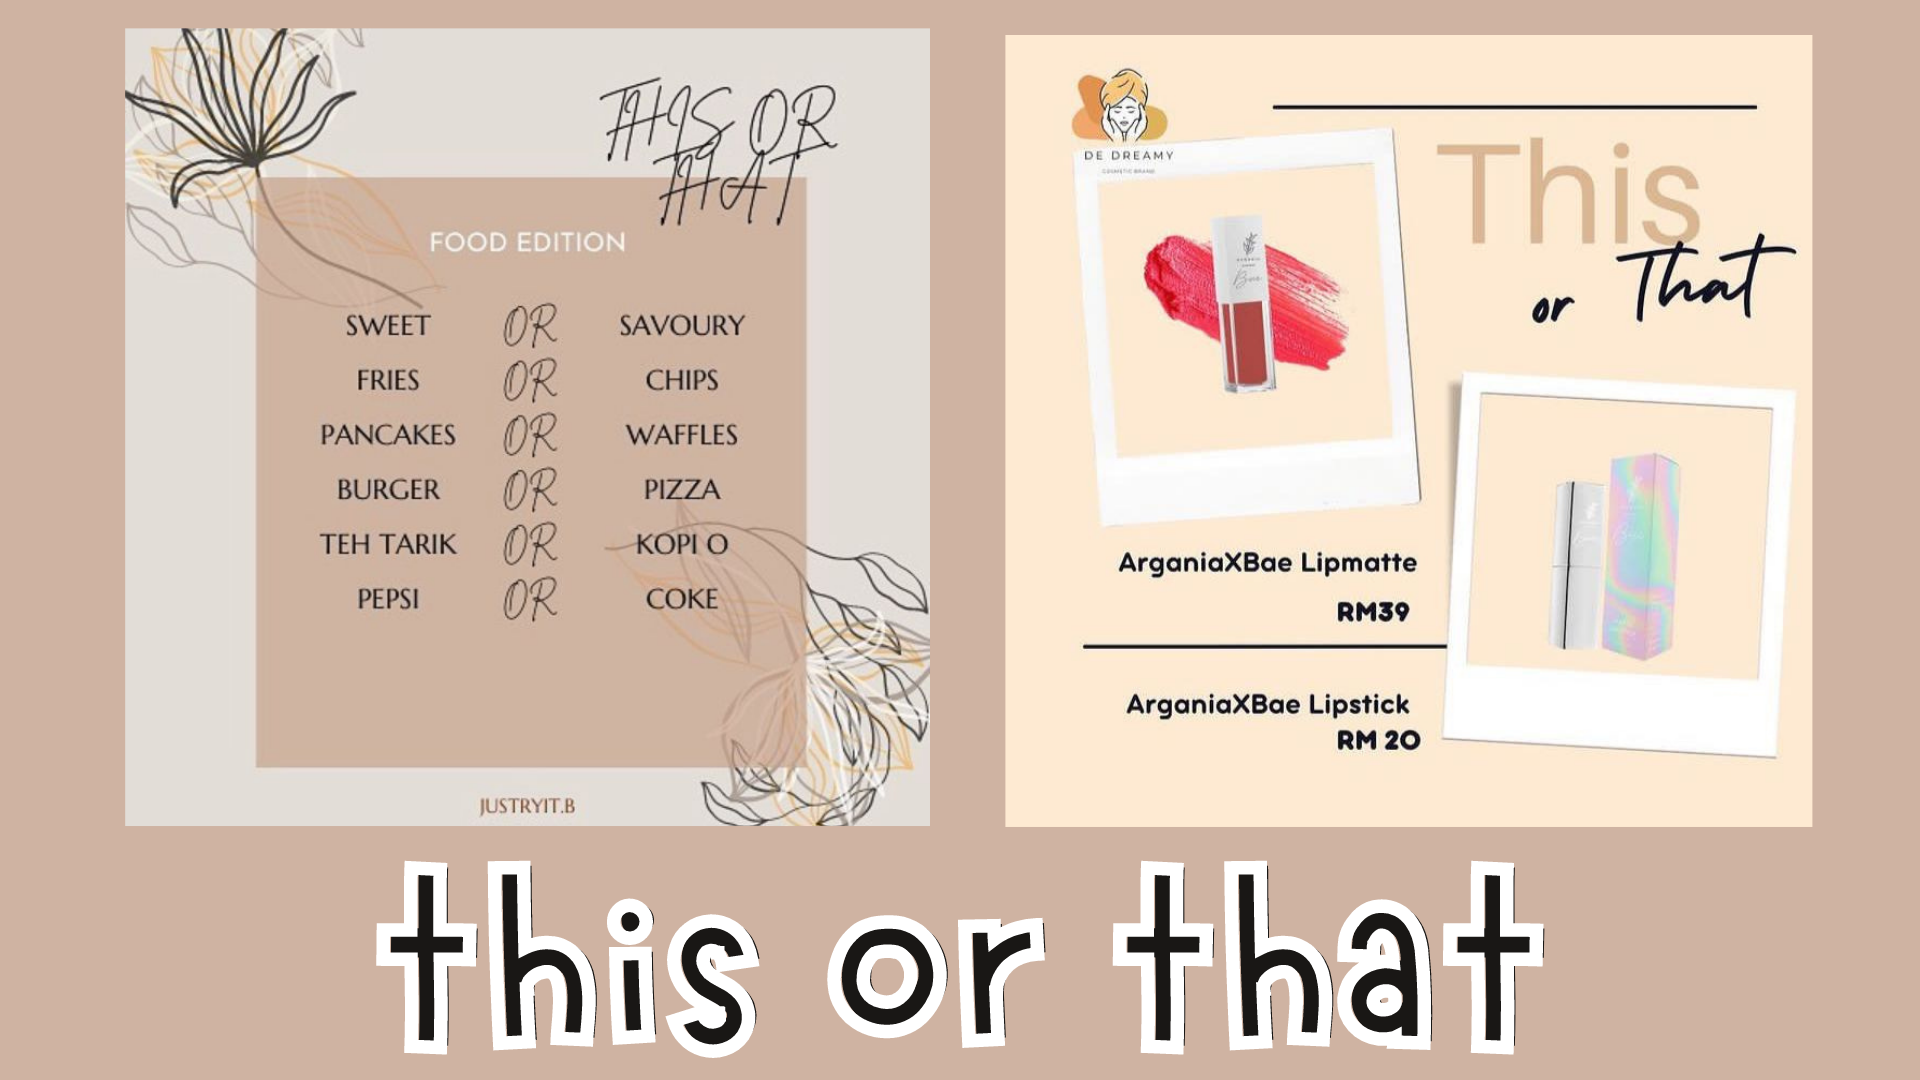 THIS OR
THAT
FOOD EDITION
SWEET OR SAVOURY
FRIES OR CHIPS
PANCAKES OR WAFFLES
BURGER OR PIZZA
TEH TARIK OR KOPI O
PEPSI OR COKE
JUSTRYIT.B
DE DREAMY
COSMETIC BRAND
This
or That
Bae
ArganiaXBae Lipmatte
RM39
ArganiaXBae Lipstick
RM 20
this or that